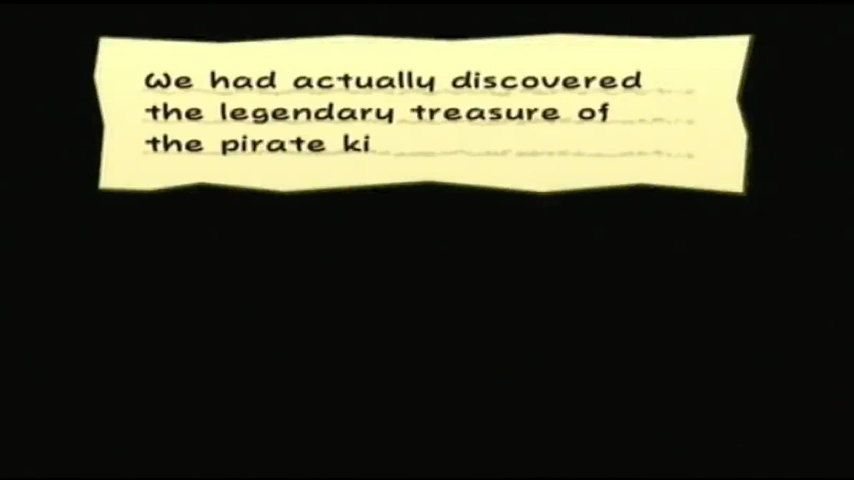 We had actually discovered
the legendary treasure of
the pirate ki